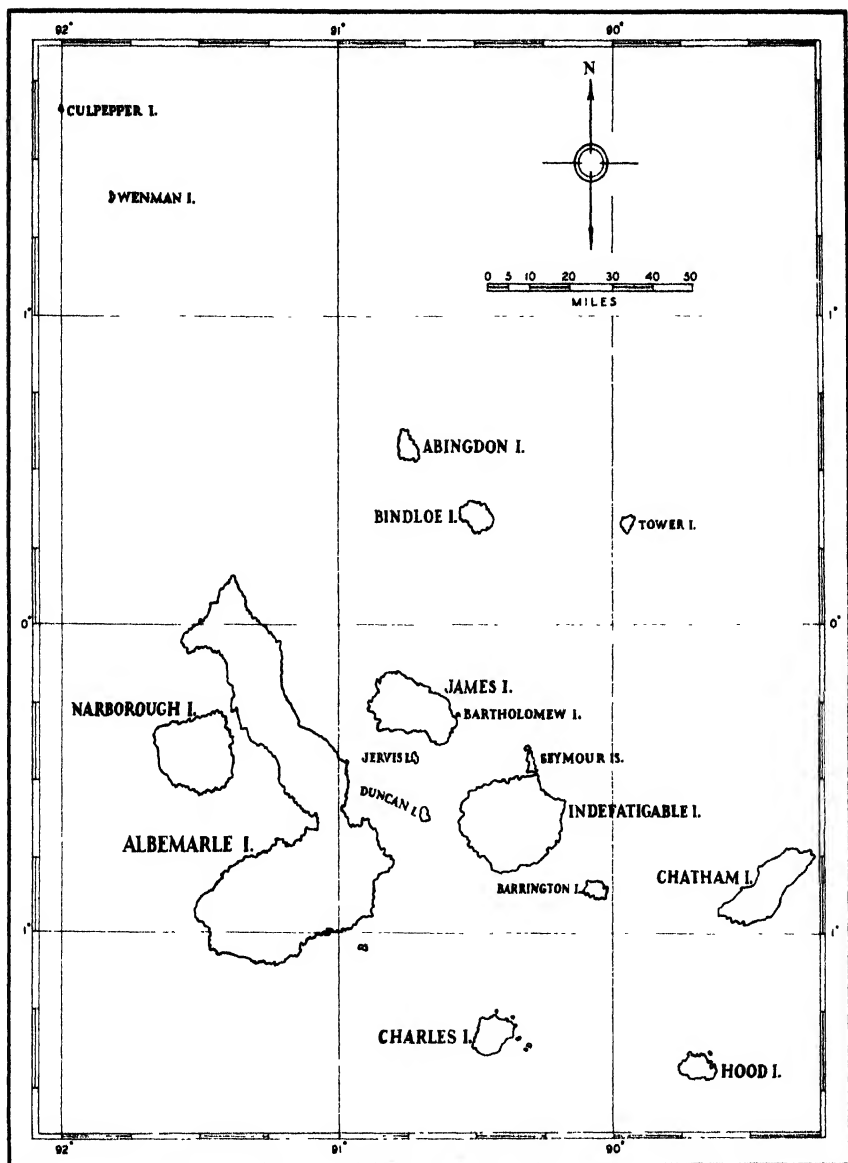 92° 91° 90°
N
CULPEPPER I.
WENMAN I.
0 5 10 20 30 40 50
MILES
1° 1°
ABINGDON I.
BINDLOE I.
TOWER I.
0° 0°
JAMES I.
NARBOROUGH I.
BARTHOLOMEW I.
JERVIS I.
SEYMOUR IS.
DUNCAN I.
INDEFATIGABLE I.
ALBEMARLE I.
CHATHAM I.
BARRINGTON I.
1° 1°
CHARLES I.
HOOD I.
92° 91° 90°